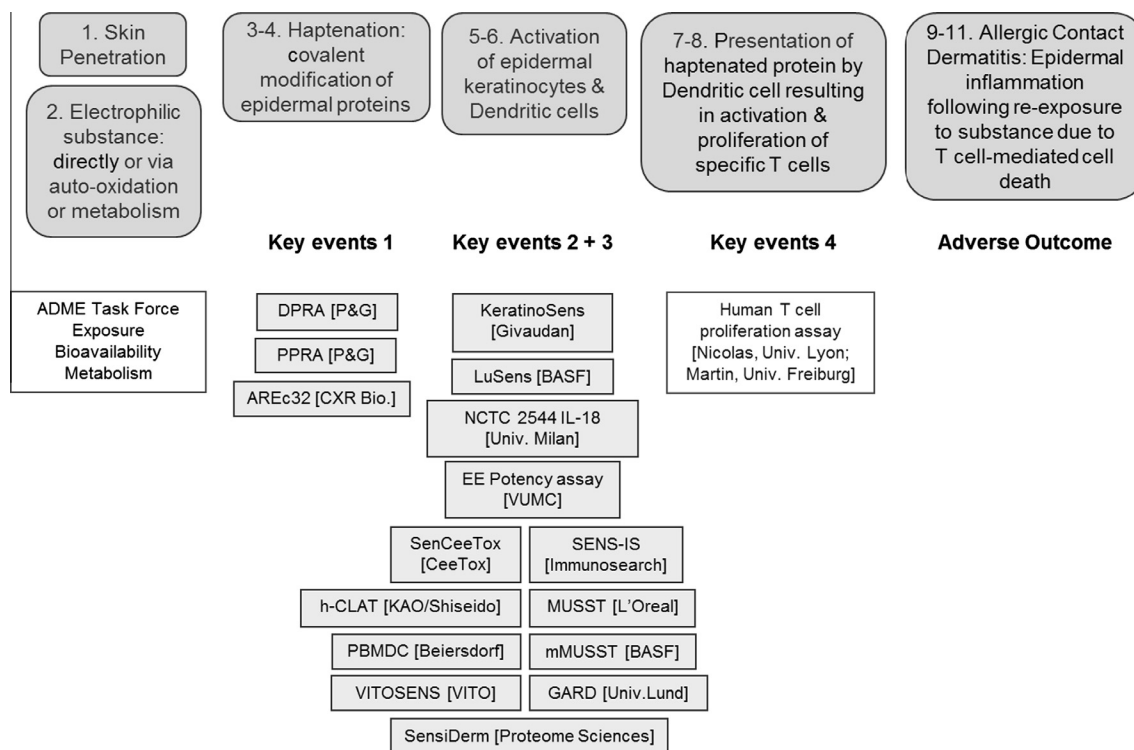 1. Skin
Penetration
2. Electrophilic
substance:
directly or via
auto-oxidation
or metabolism
3-4. Haptenation:
covalent
modification of
epidermal proteins
5-6. Activation
of epidermal
keratinocytes &
Dendritic cells
7-8. Presentation of
haptenated protein by
Dendritic cell resulting
in activation &
proliferation of
specific T cells
9-11. Allergic Contact
Dermatitis: Epidermal
inflammation
following re-exposure
to substance due to
T cell-mediated cell
death
Key events 1
Key events 2 + 3
Key events 4
Adverse Outcome
ADME Task Force
Exposure
Bioavailability
Metabolism
DPRA [P&G]
PPRA [P&G]
AREc32 [CXR Bio.]
KeratinoSens
[Givaudan]
LuSens [BASF]
NCTC 2544 IL-18
[Univ. Milan]
EE Potency assay
[VUMC]
SenCeeTox
[CeeTox]
SENS-IS
[Immunosearch]
h-CLAT [KAO/Shiseido]
MUSST [L'Oreal]
PBMDC [Beiersdorf]
mMUSST [BASF]
VITOSENS [VITO]
GARD [Univ.Lund]
SensiDerm [Proteome Sciences]
Human T cell
proliferation assay
[Nicolas, Univ. Lyon;
Martin, Univ. Freiburg]